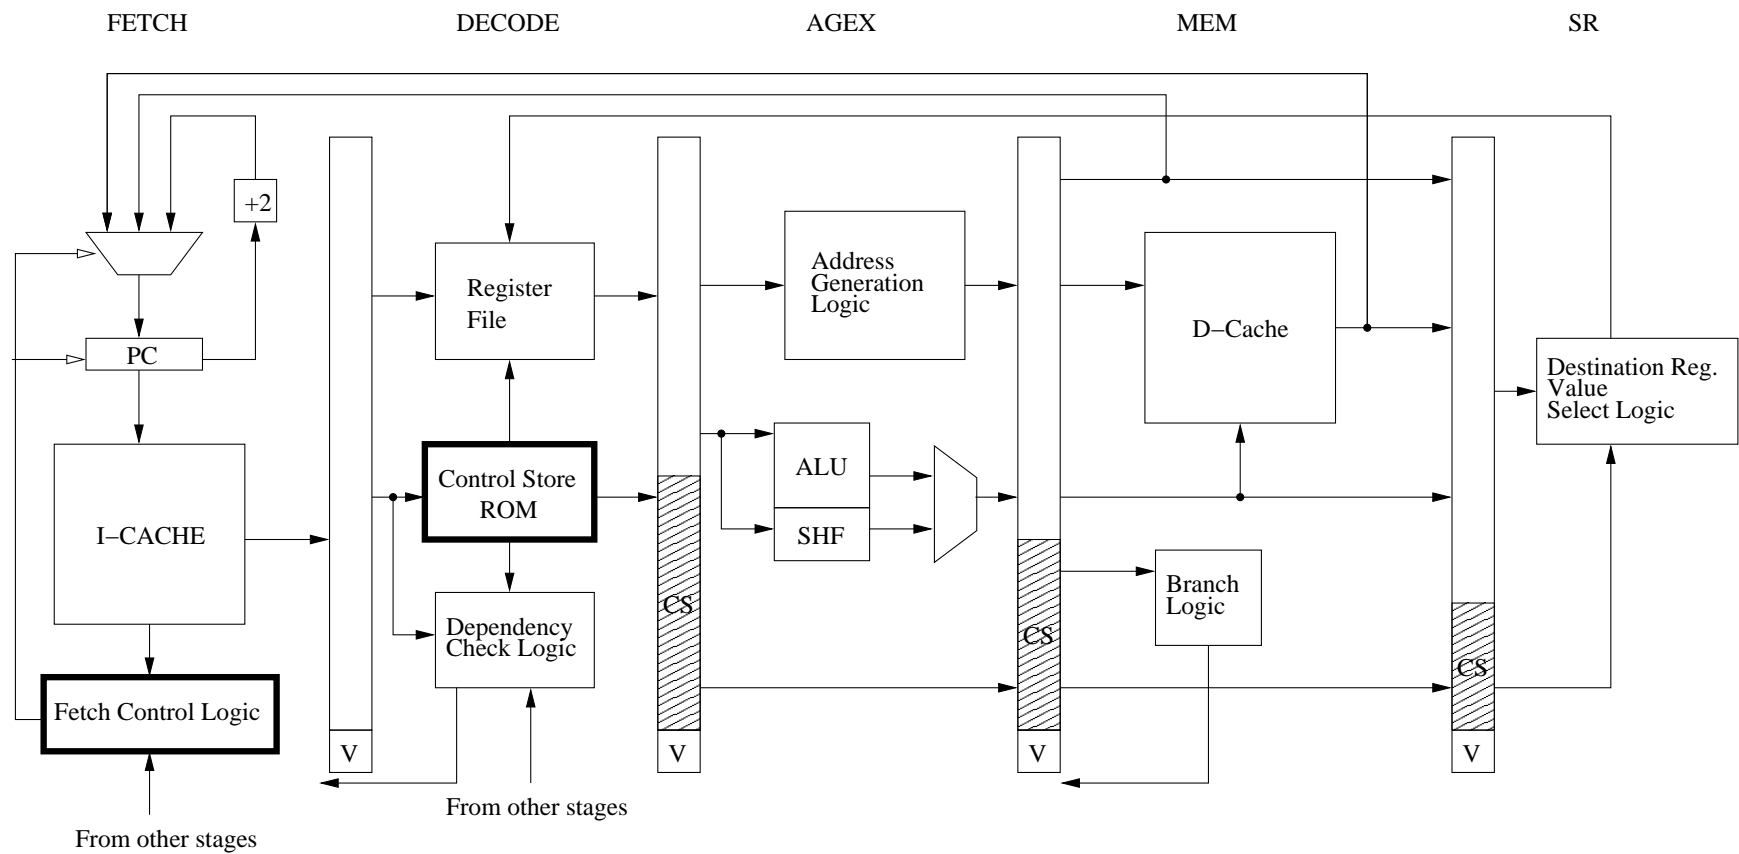 FETCH
DECODE
AGEX
MEM
SR
+2
PC
I−CACHE
Fetch Control Logic
From other stages
V
Register
File
Control Store
ROM
Dependency
Check Logic
From other stages
CS
V
Address
Generation
Logic
ALU
SHF
CS
V
D−Cache
Branch
Logic
CS
V
Destination Reg.
Value
Select Logic